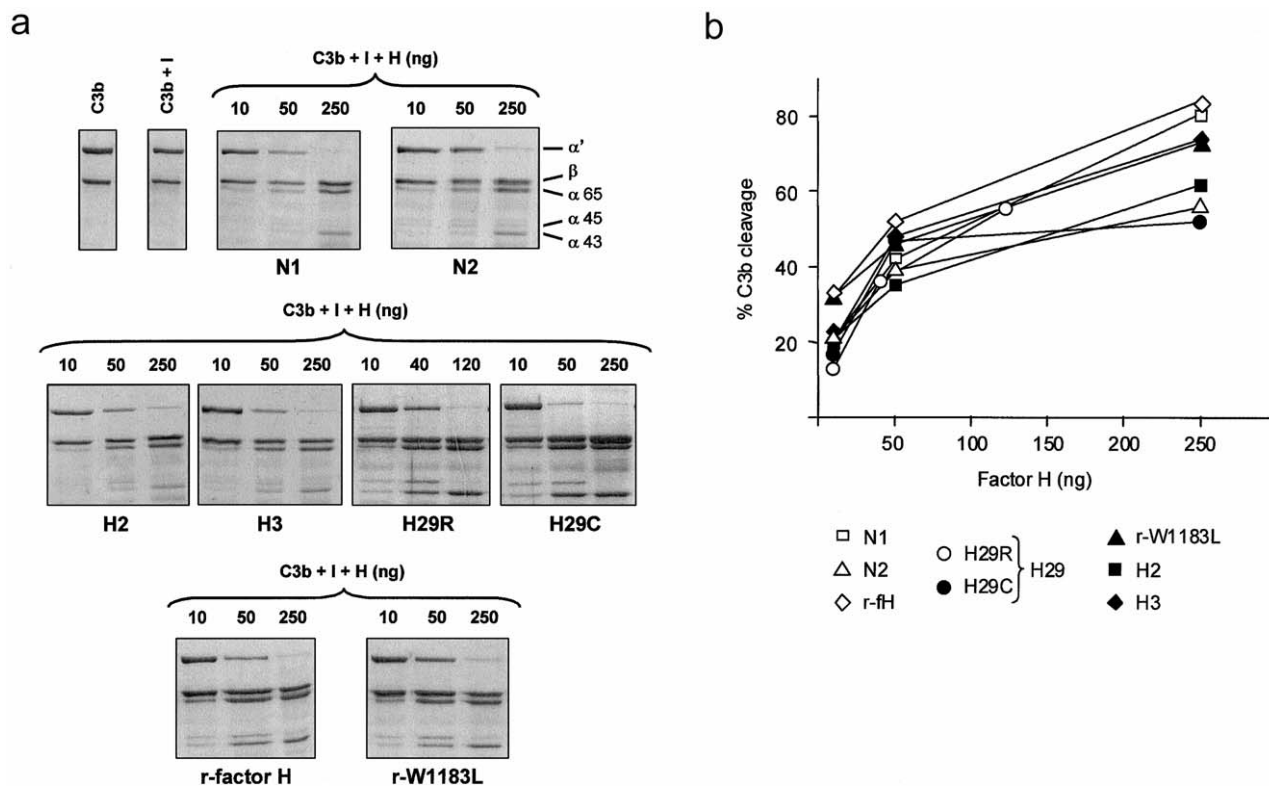 a
C3b
C3b + I
C3b + I + H (ng)
10 50 250
10 50 250
α'
β
α 65
α 45
α 43
N1
N2
C3b + I + H (ng)
10 50 250
10 50 250
10 40 120
10 50 250
H2
H3
H29R
H29C
C3b + I + H (ng)
10 50 250
10 50 250
r-factor H
r-W1183L
b
% C3b cleavage
80
60
40
20
50 100 150 200 250
Factor H (ng)
N1
N2
r-fH
H29R
H29C
H29
r-W1183L
H2
H3